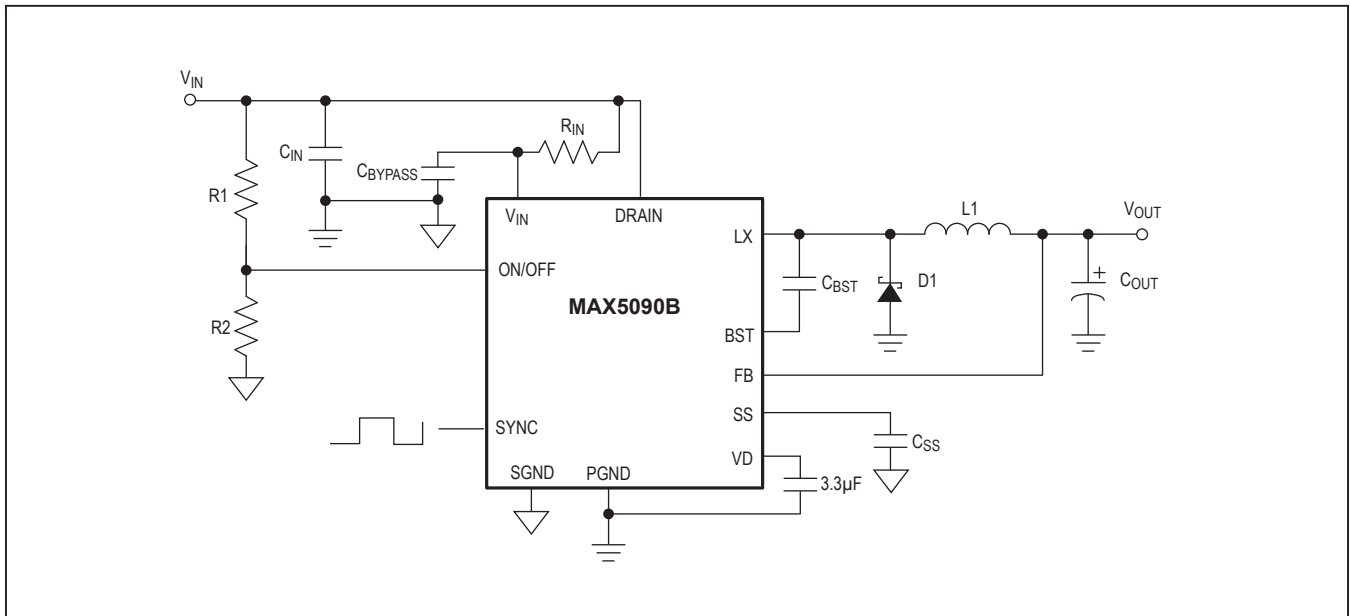 V_IN
R_IN
C_IN
C_BYPASS
R1
V_IN
DRAIN
LX
L1
V_OUT
ON/OFF
C_BST
D1
C_OUT
MAX5090B
R2
BST
FB
SS
SYNC
C_SS
VD
SGND
PGND
3.3µF
+